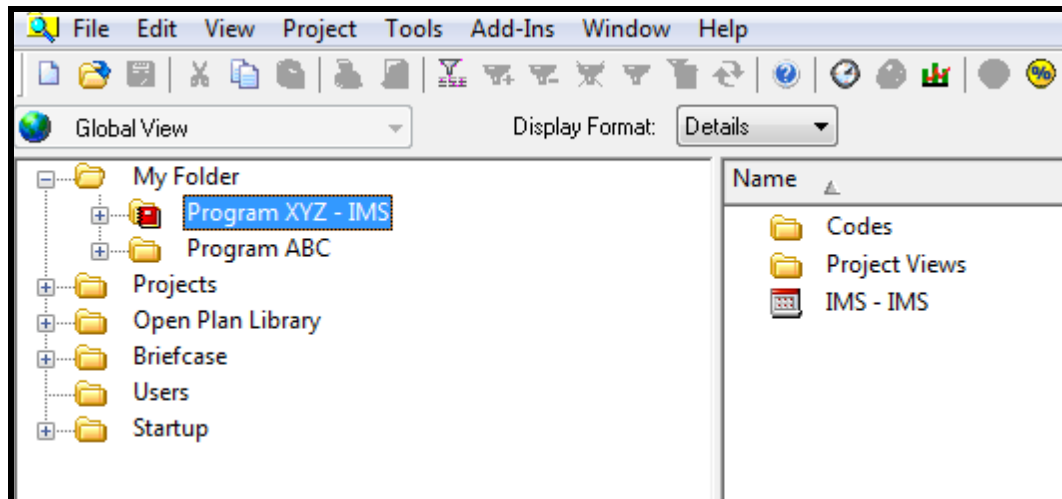 File Edit View Project Tools Add-Ins Window Help
%
Global View Display Format: Details
My Folder
Program XYZ - IMS
Program ABC
Projects
Open Plan Library
Briefcase
Users
Startup
Name
Codes
Project Views
IMS - IMS